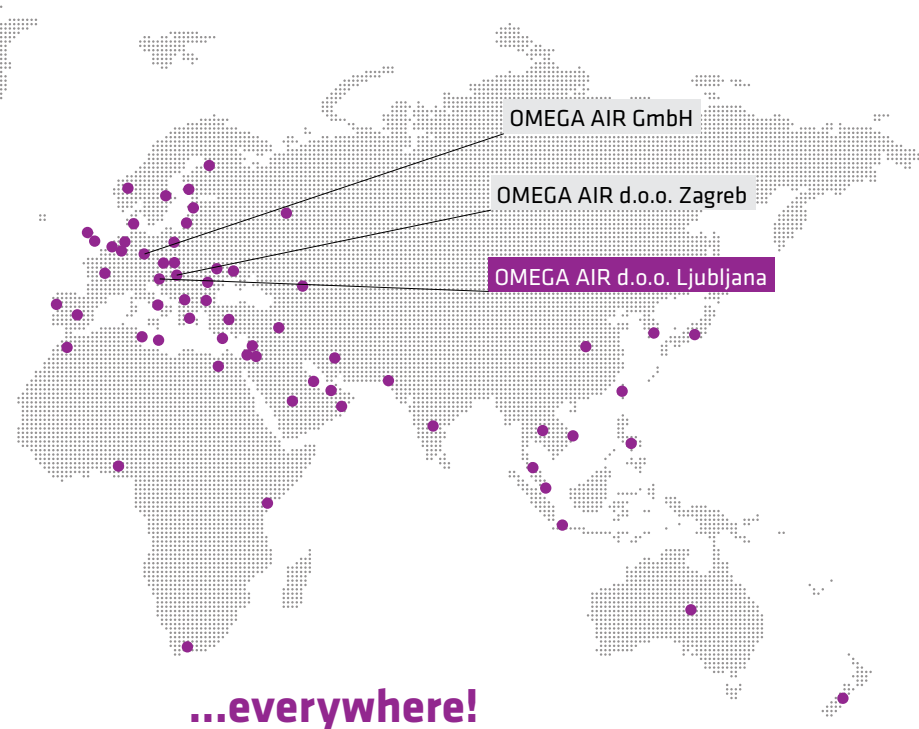 OMEGA AIR GmbH
OMEGA AIR d.o.o. Zagreb
OMEGA AIR d.o.o. Ljubljana
...everywhere!